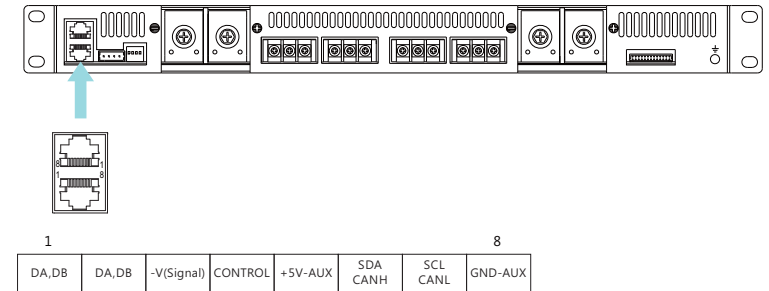 8 1
1 8
1 8
DA,DB DA,DB -V(Signal) CONTROL +5V-AUX SDA CANH SCL CANL GND-AUX